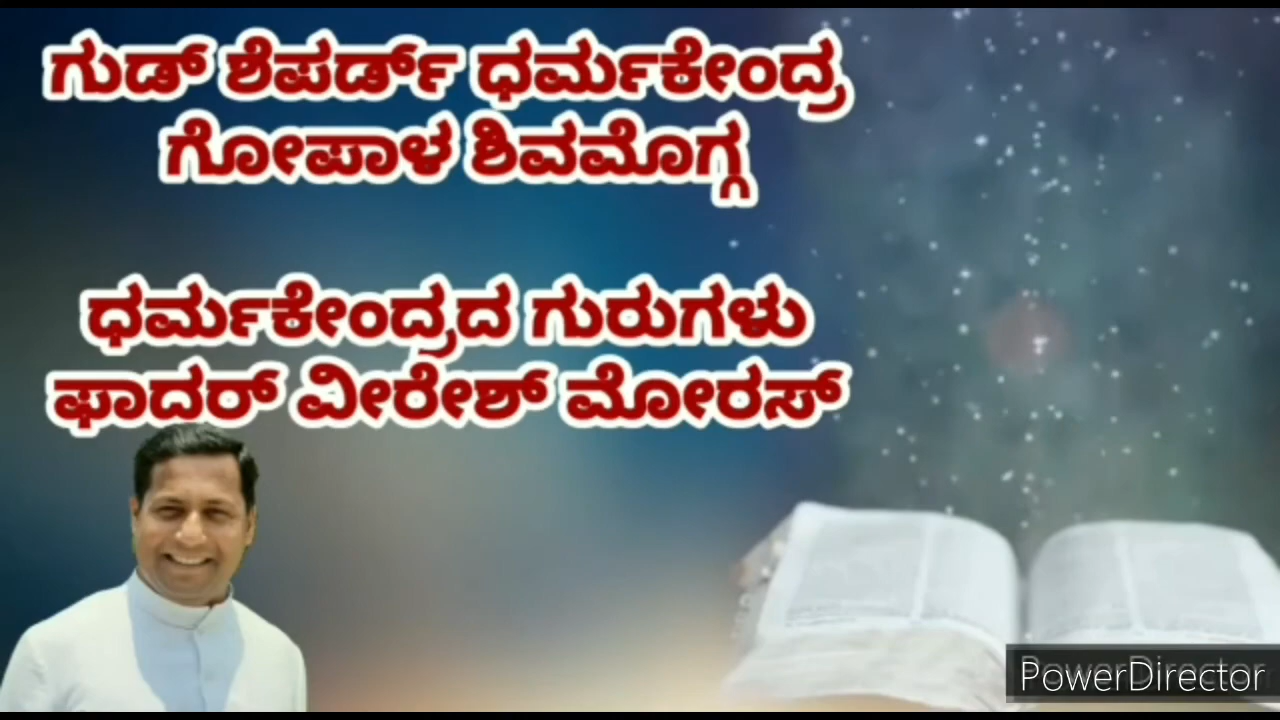 ಗುಡ್ ಶೆಪರ್ಡ್ ಧರ್ಮಕೇಂದ್ರ
ಗೋಪಾಳ ಶಿವಮೊಗ್ಗ
ಧರ್ಮಕೇಂದ್ರದ ಗುರುಗಳು
ಫಾದರ್ ವೀರೇಶ್ ಮೋರಸ್
PowerDirector